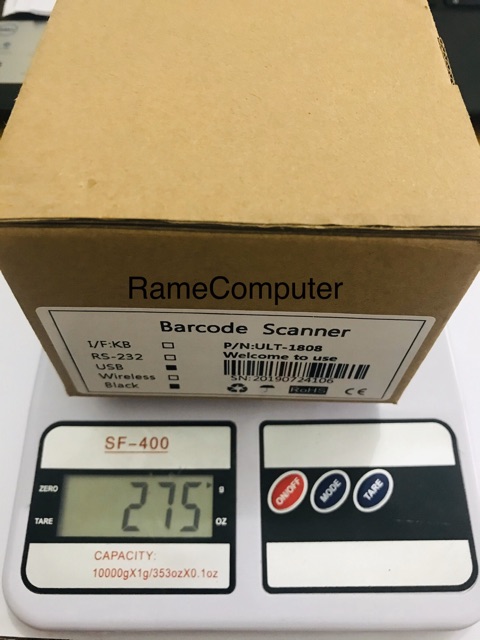 RameComputer
Barcode Scanner
I/F:KB
P/N:ULT-1808
RS-232
Welcome to use
USB
Wireless
SN:20190724106
Black
RoHS CE
SF-400
ZERO
275 g
TARE
OZ
ON/OFF
MODE
TARE
CAPACITY:
10000gX1g/353ozX0.1oz